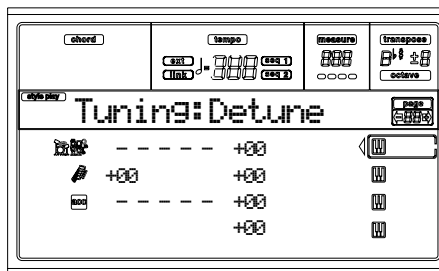 chord tempo measure transpose
ext seq 1
link seq 2
octave
style play
Tuning:Detune
page
- - - - - +00
+00 +00
ACC - - - - - +00
+00